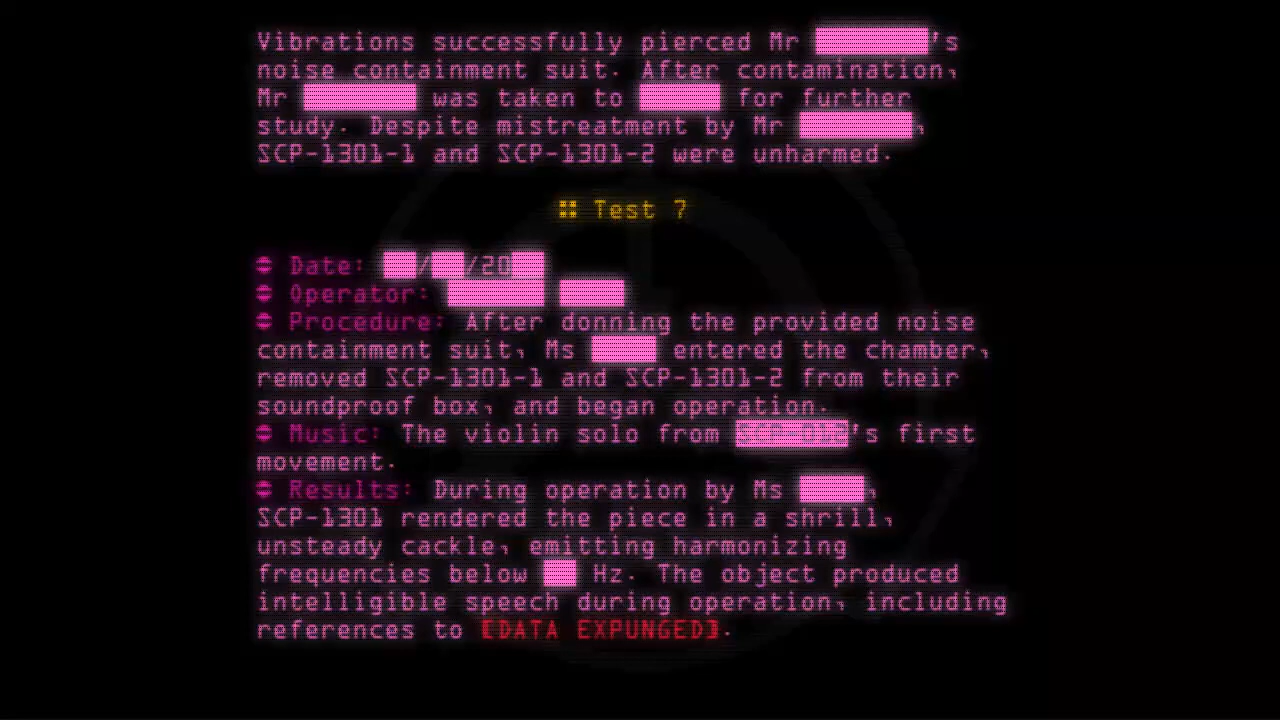 Vibrations successfully pierced Mr ███████'s
noise containment suit. After contamination,
Mr ███████ was taken to █████ for further
study. Despite mistreatment by Mr ███████,
SCP-1301-1 and SCP-1301-2 were unharmed.
:: Test 7
Date: ██/██/20██
Operator: ██████ ████
Procedure: After donning the provided noise
containment suit, Ms ████ entered the chamber,
removed SCP-1301-1 and SCP-1301-2 from their
soundproof box, and began operation.
Music: The violin solo from ███████'s first
movement.
Results: During operation by Ms ████,
SCP-1301 rendered the piece in a shrill,
unsteady cackle, emitting harmonizing
frequencies below ██ Hz. The object produced
intelligible speech during operation, including
references to [DATA EXPUNGED].